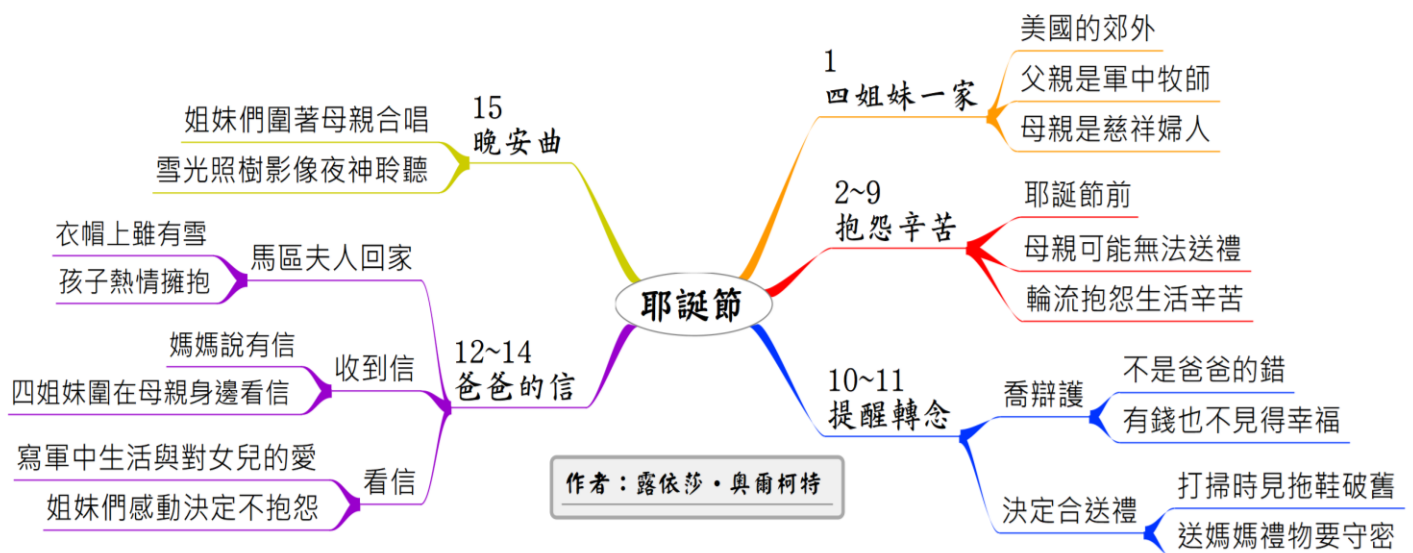 耶誕節
1
四姐妹一家
美國的郊外
父親是軍中牧師
母親是慈祥婦人
2~9
抱怨辛苦
耶誕節前
母親可能無法送禮
輪流抱怨生活辛苦
10~11
提醒轉念
喬辯護
不是爸爸的錯
有錢也不見得幸福
決定合送禮
打掃時見拖鞋破舊
送媽媽禮物要守密
12~14
爸爸的信
馬區夫人回家
衣帽上雖有雪
孩子熱情擁抱
收到信
媽媽說有信
四姐妹圍在母親身邊看信
看信
寫軍中生活與對女兒的愛
姐妹們感動決定不抱怨
15
晚安曲
姐妹們圍著母親合唱
雪光照樹影像夜神聆聽
作者：露依莎・奧爾柯特